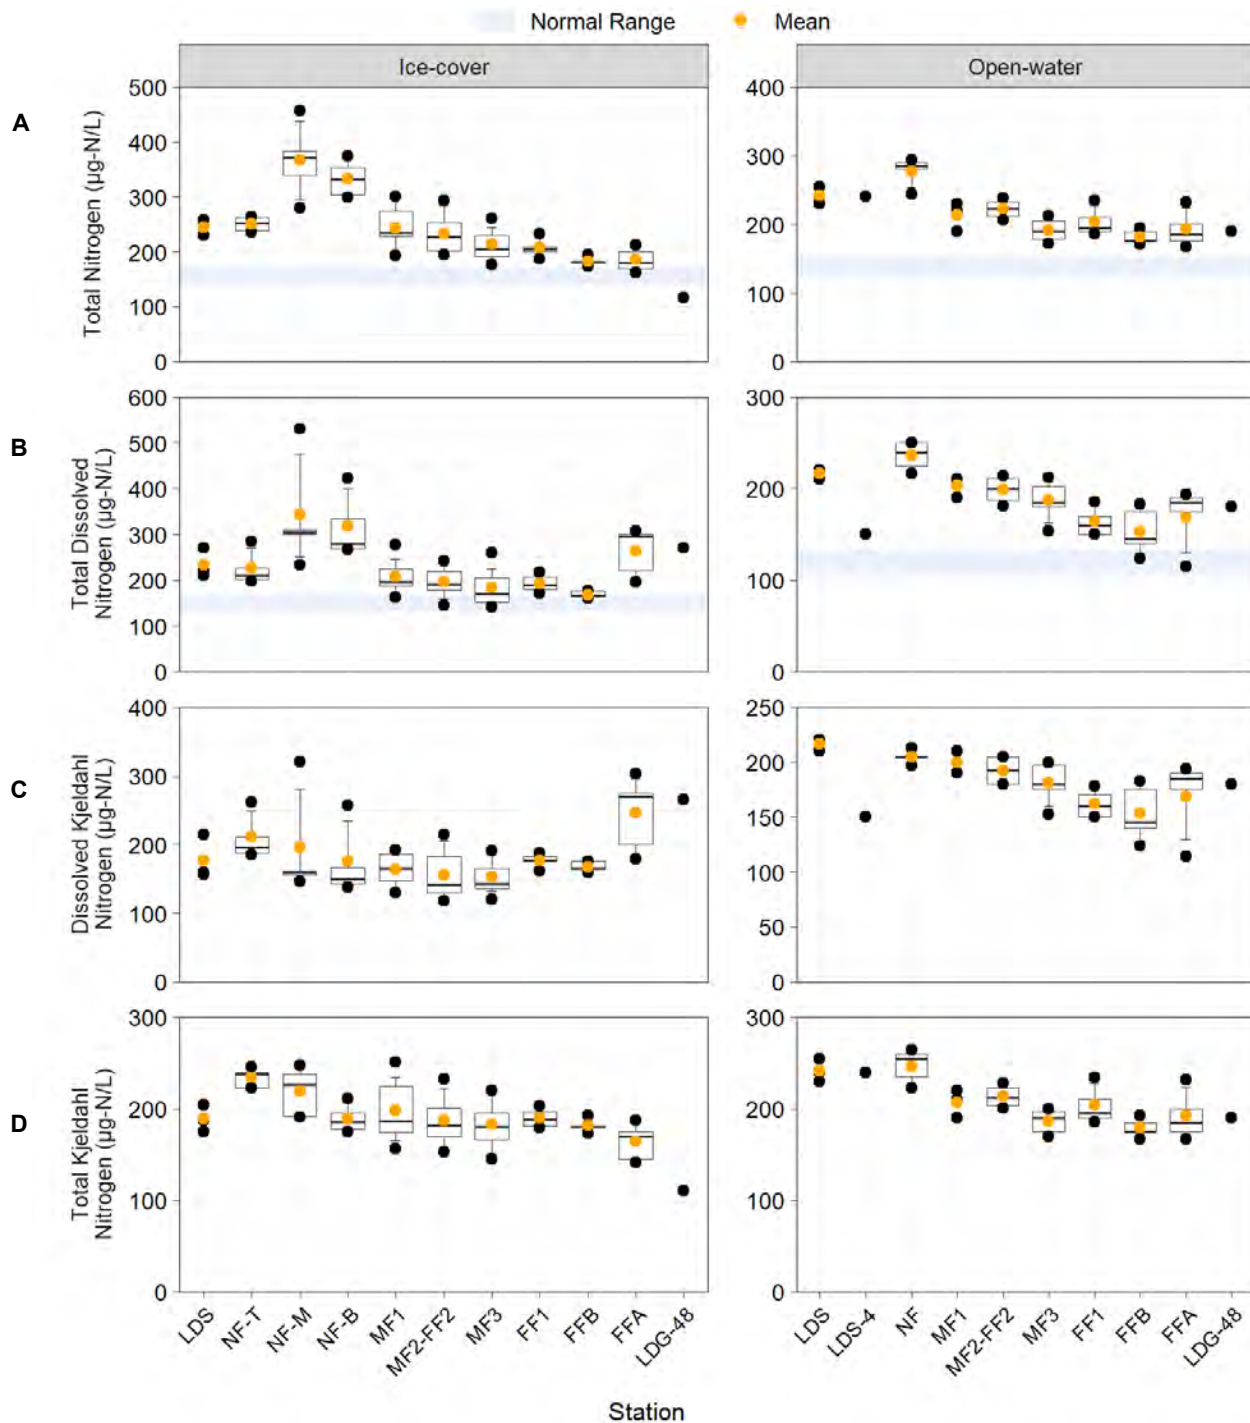 Normal Range Mean
Ice-cover Open-water
A
Total Nitrogen (µg-N/L)
500
400
300
200
100
0
400
300
200
100
0
B
Total Dissolved
Nitrogen (µg-N/L)
600
500
400
300
200
100
0
300
200
100
0
C
Dissolved Kjeldahl
Nitrogen (µg-N/L)
400
300
200
100
0
250
200
150
100
50
0
D
Total Kjeldahl
Nitrogen (µg-N/L)
300
200
100
0
300
200
100
0
LDS NF-T NF-M NF-B MF1 MF2-FF2 MF3 FF1 FFB FFA LDG-48
LDS LDS-4 NF MF1 MF2-FF2 MF3 FF1 FFB FFA LDG-48
Station